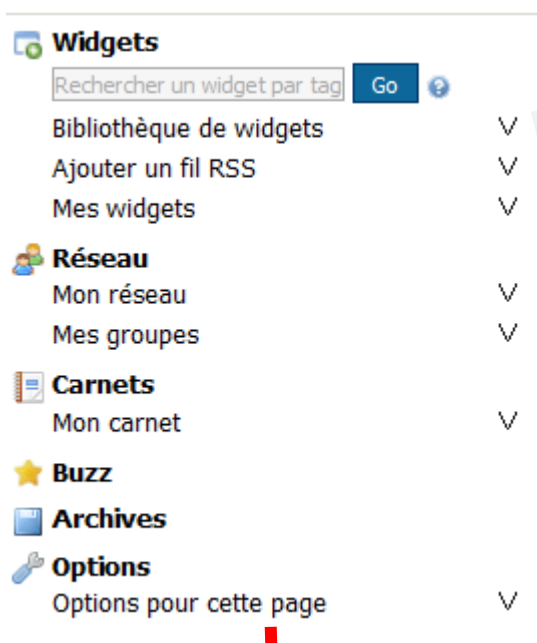 Widgets
Rechercher un widget par tag Go
Bibliothèque de widgets
Ajouter un fil RSS
Mes widgets
Réseau
Mon réseau
Mes groupes
Carnets
Mon carnet
Buzz
Archives
Options
Options pour cette page